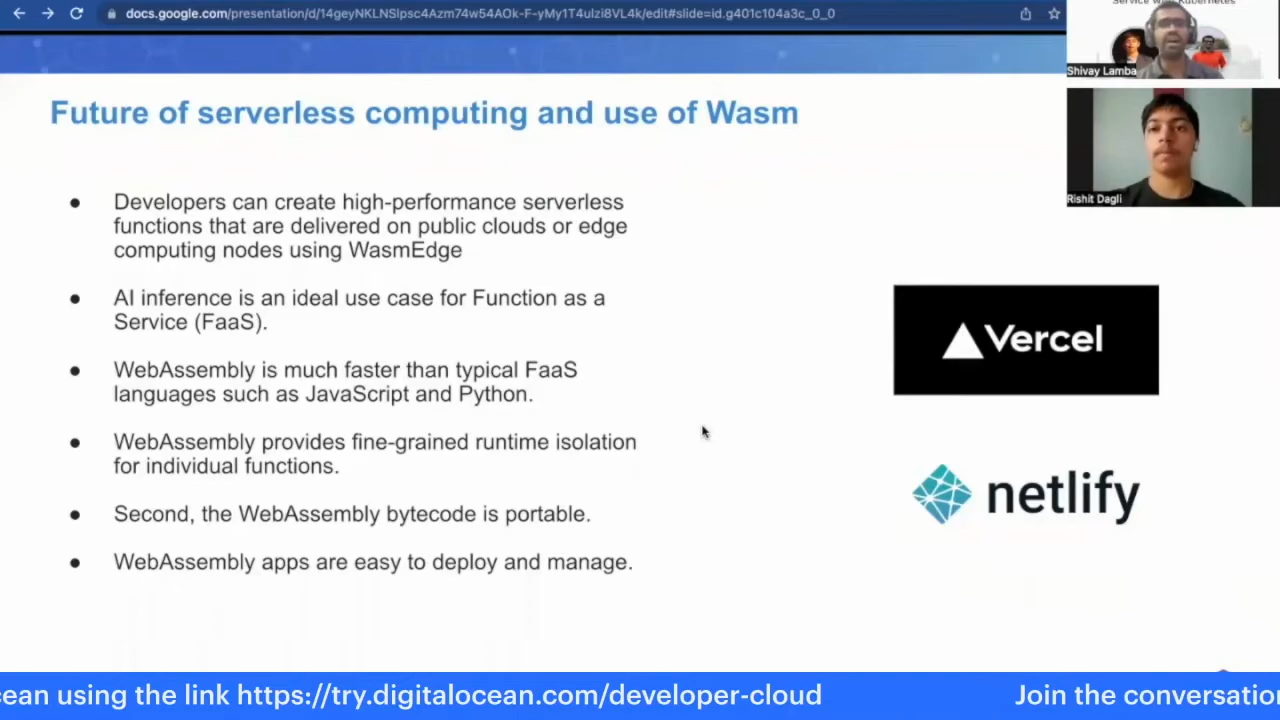 docs.google.com/presentation/d/14geyNKLNSlpsc4Azm74w54AOk-F-yMy1T4ulzi8VL4k/edit#slide=id.g401c104a3c_0_0
Service with Kubernetes
Shivay Lamba
Rishit Dagli
Future of serverless computing and use of Wasm
● Developers can create high-performance serverless
functions that are delivered on public clouds or edge
computing nodes using WasmEdge
● AI inference is an ideal use case for Function as a
Service (FaaS).
● WebAssembly is much faster than typical FaaS
languages such as JavaScript and Python.
● WebAssembly provides fine-grained runtime isolation
for individual functions.
● Second, the WebAssembly bytecode is portable.
● WebAssembly apps are easy to deploy and manage.
Vercel
netlify
cean using the link https://try.digitalocean.com/developer-cloud
Join the conversation